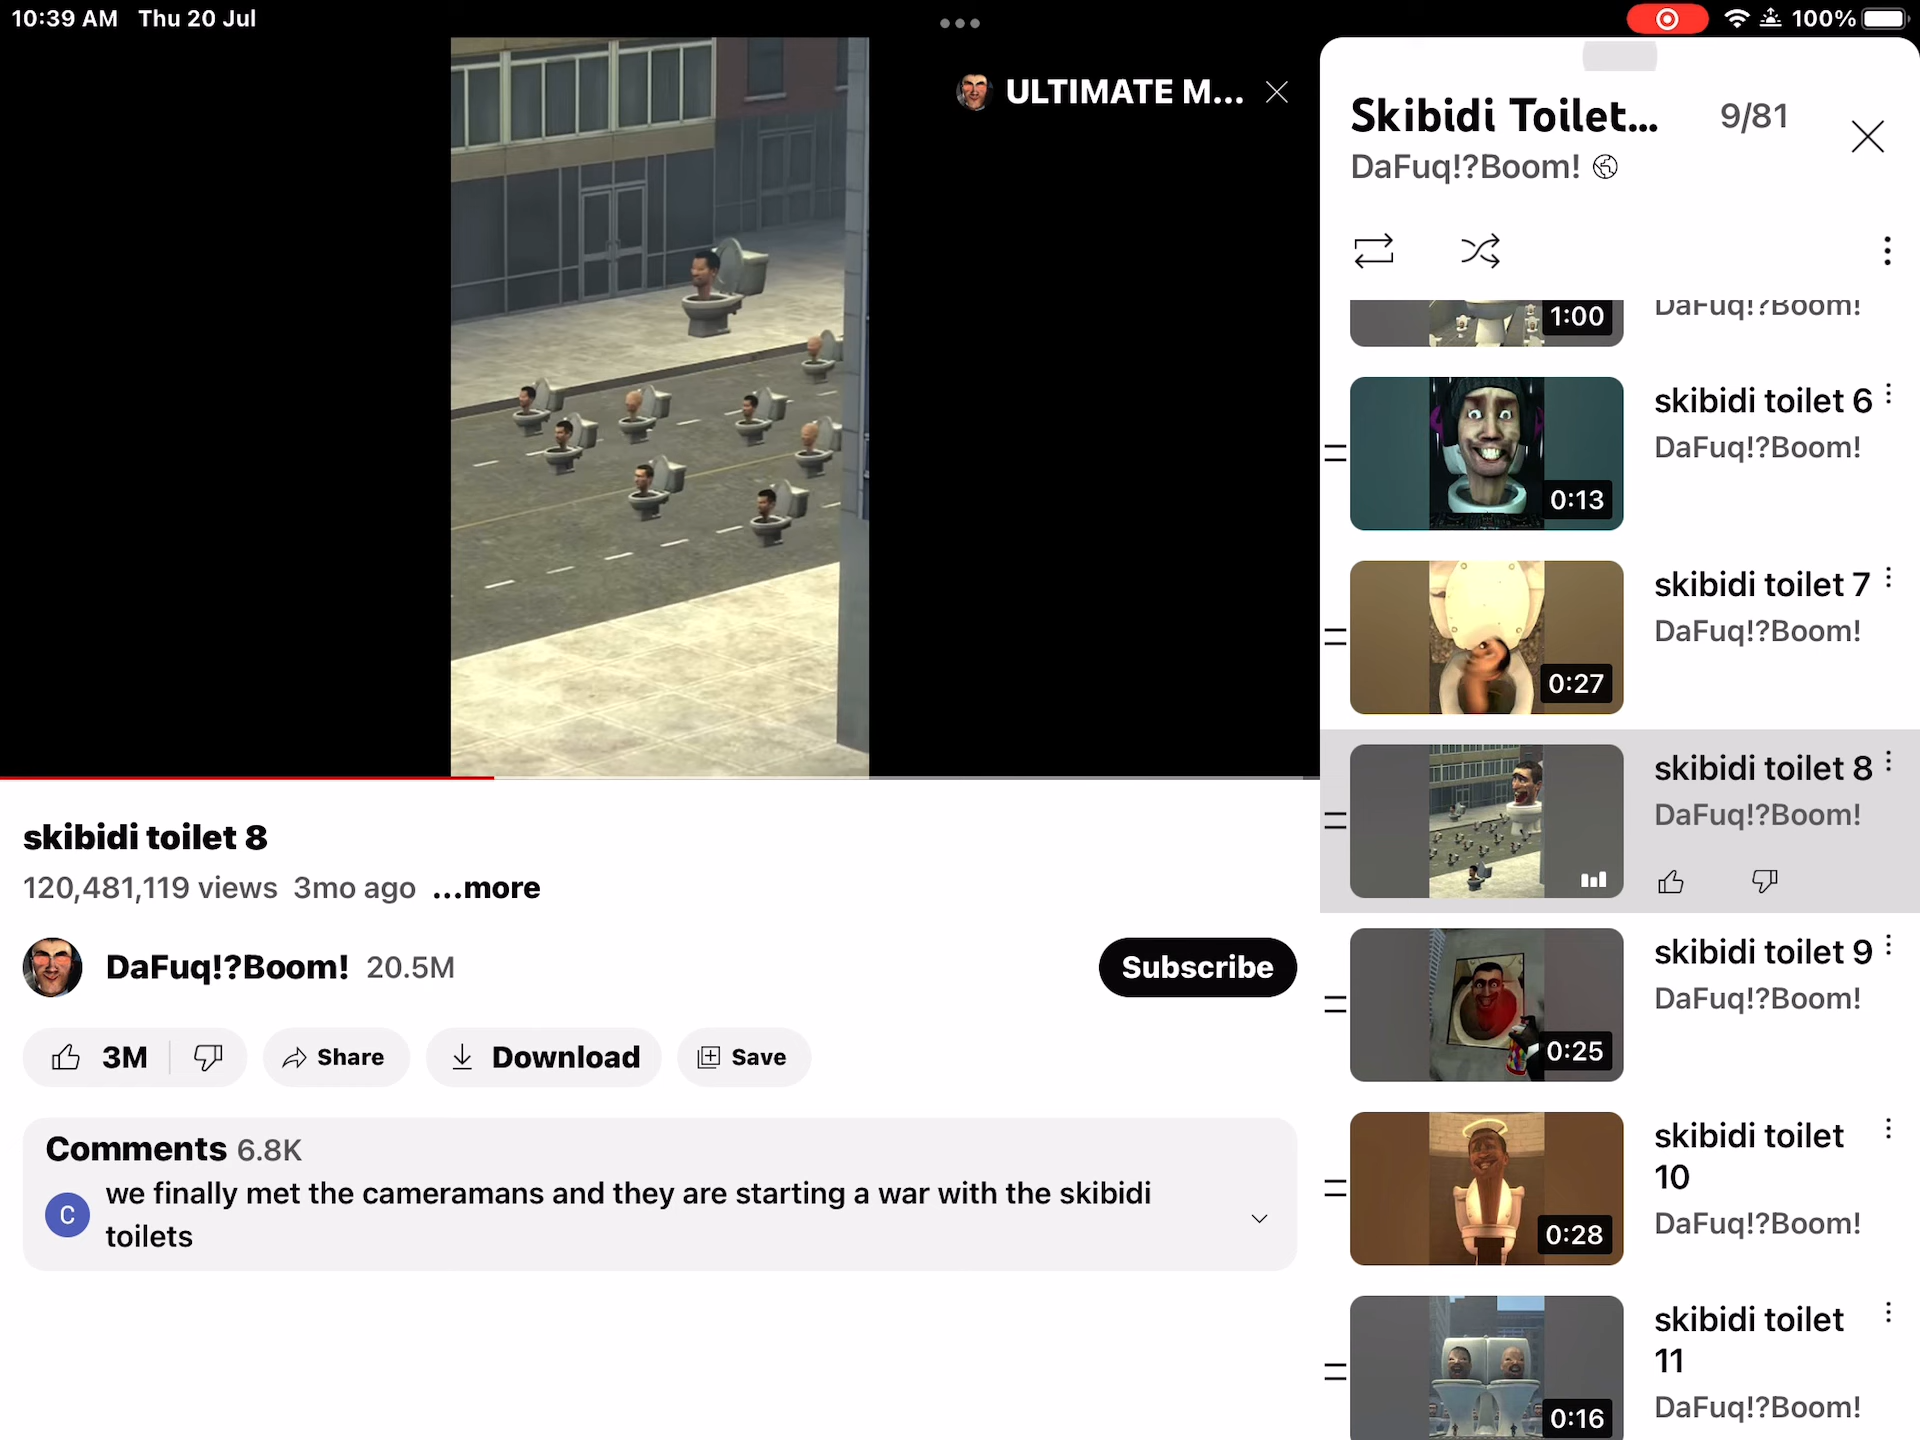 10:39 AM Thu 20 Jul
100%
ULTIMATE M...
Skibidi Toilet... 9/81
DaFuq!?Boom!
1:00
DaFuq!?Boom!
skibidi toilet 6
DaFuq!?Boom!
0:13
skibidi toilet 7
DaFuq!?Boom!
0:27
skibidi toilet 8
DaFuq!?Boom!
skibidi toilet 9
DaFuq!?Boom!
0:25
skibidi toilet
10
DaFuq!?Boom!
0:28
skibidi toilet
11
DaFuq!?Boom!
0:16
skibidi toilet 8
120,481,119 views 3mo ago ...more
DaFuq!?Boom! 20.5M
Subscribe
3M Share Download Save
Comments 6.8K
C
we finally met the cameramans and they are starting a war with the skibidi
toilets